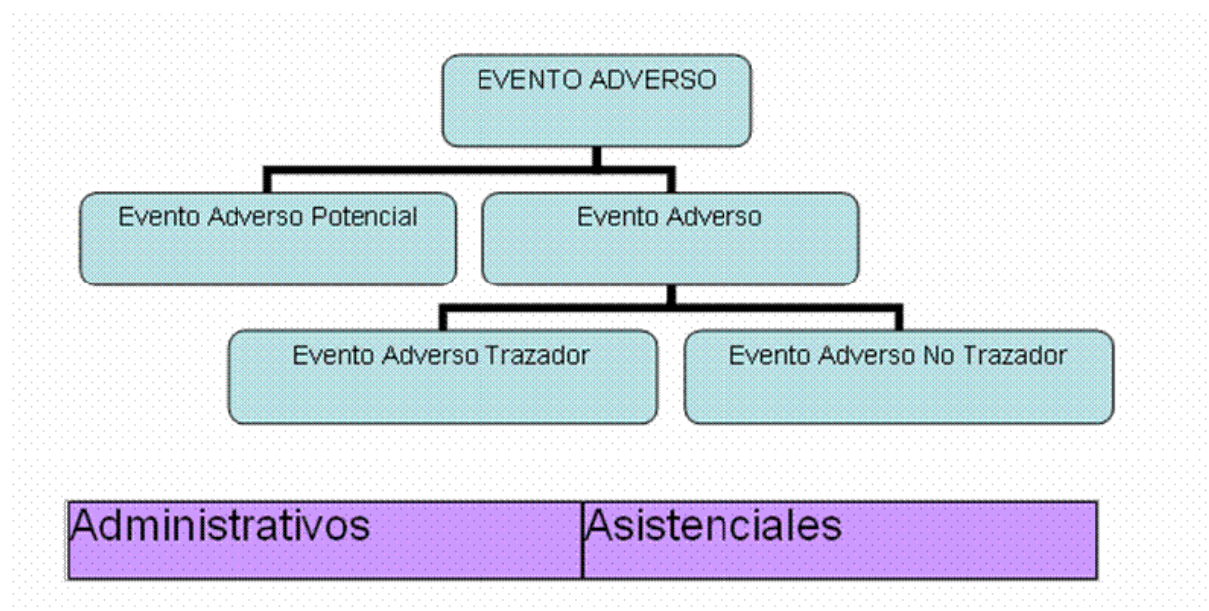 EVENTO ADVERSO
Evento Adverso Potencial
Evento Adverso
Evento Adverso Trazador
Evento Adverso No Trazador
Administrativos
Asistenciales